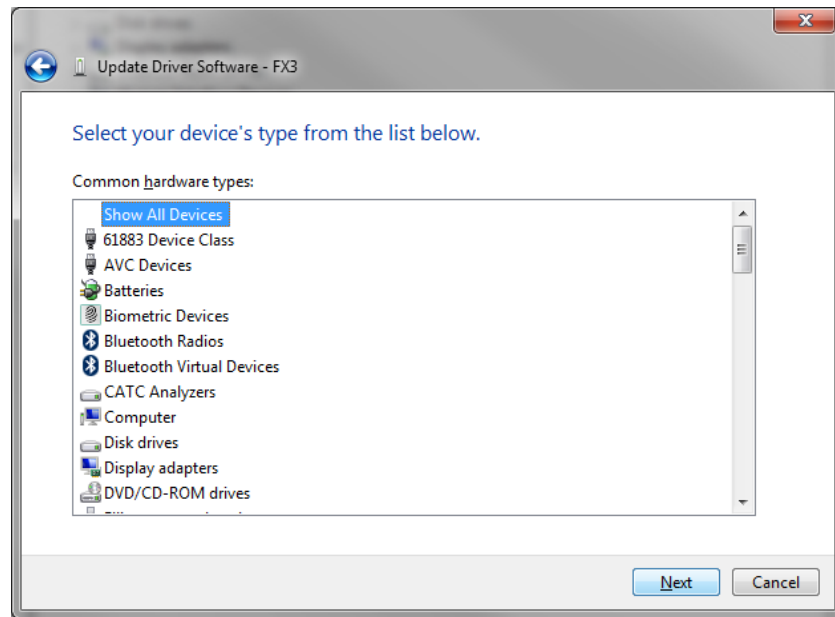 Update Driver Software - FX3
Select your device's type from the list below.
Common hardware types:
Show All Devices
61883 Device Class
AVC Devices
Batteries
Biometric Devices
Bluetooth Radios
Bluetooth Virtual Devices
CATC Analyzers
Computer
Disk drives
Display adapters
DVD/CD-ROM drives
Next
Cancel